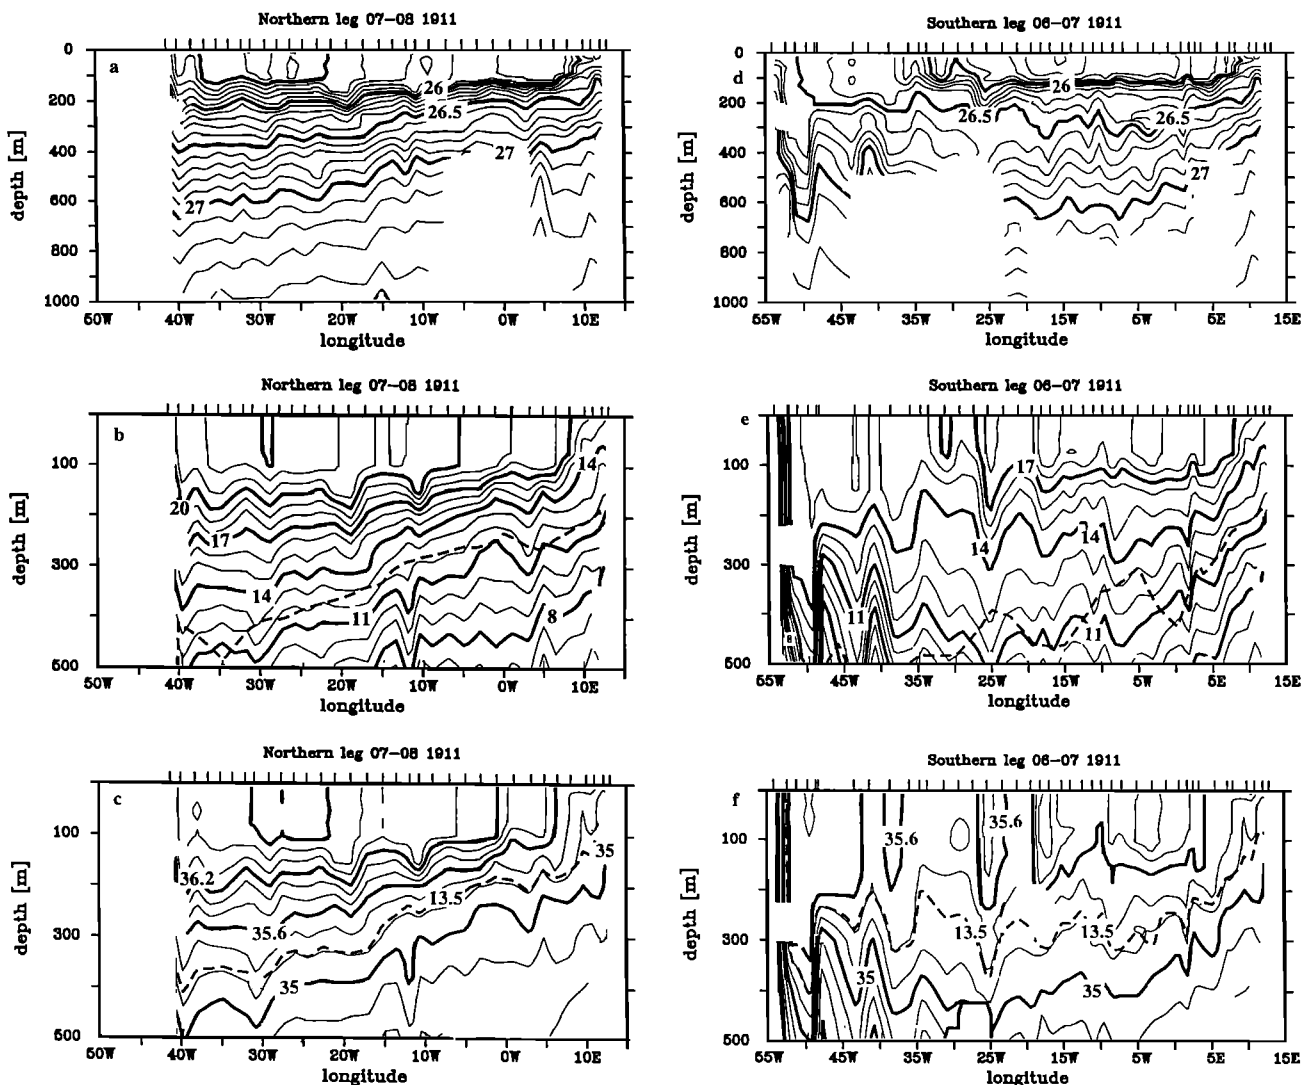 Northern leg 07-08 1911
a
0
200
400
600
800
1000
depth [m]
26
26.5
27
27
50W 40W 30W 20W 10W 0W 10E
longitude
Southern leg 06-07 1911
d
0
200
400
600
800
1000
depth [m]
26
26.5
26.5
27
55W 45W 35W 25W 15W 5W 5E 15E
longitude
Northern leg 07-08 1911
b
100
300
500
depth [m]
14
20
17
14
11
8
50W 40W 30W 20W 10W 0W 10E
longitude
Southern leg 06-07 1911
e
100
300
500
depth [m]
17
14
14
11
11
8
55W 45W 35W 25W 15W 5W 5E 15E
longitude
Northern leg 07-08 1911
c
100
300
500
depth [m]
35
36.2
13.5
35.6
35
50W 40W 30W 20W 10W 0W 10E
longitude
Southern leg 06-07 1911
f
100
300
500
depth [m]
35.6
35.6
13.5
13.5
35
35
55W 45W 35W 25W 15W 5W 5E 15E
longitude